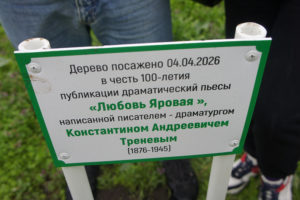 Дерево посажено 04.04.2026
в честь 100-летия
публикации драматический пьесы
«Любовь Яровая »,
написанной писателем - драматургом
Константином Андреевичем
Треневым
(1876-1945)